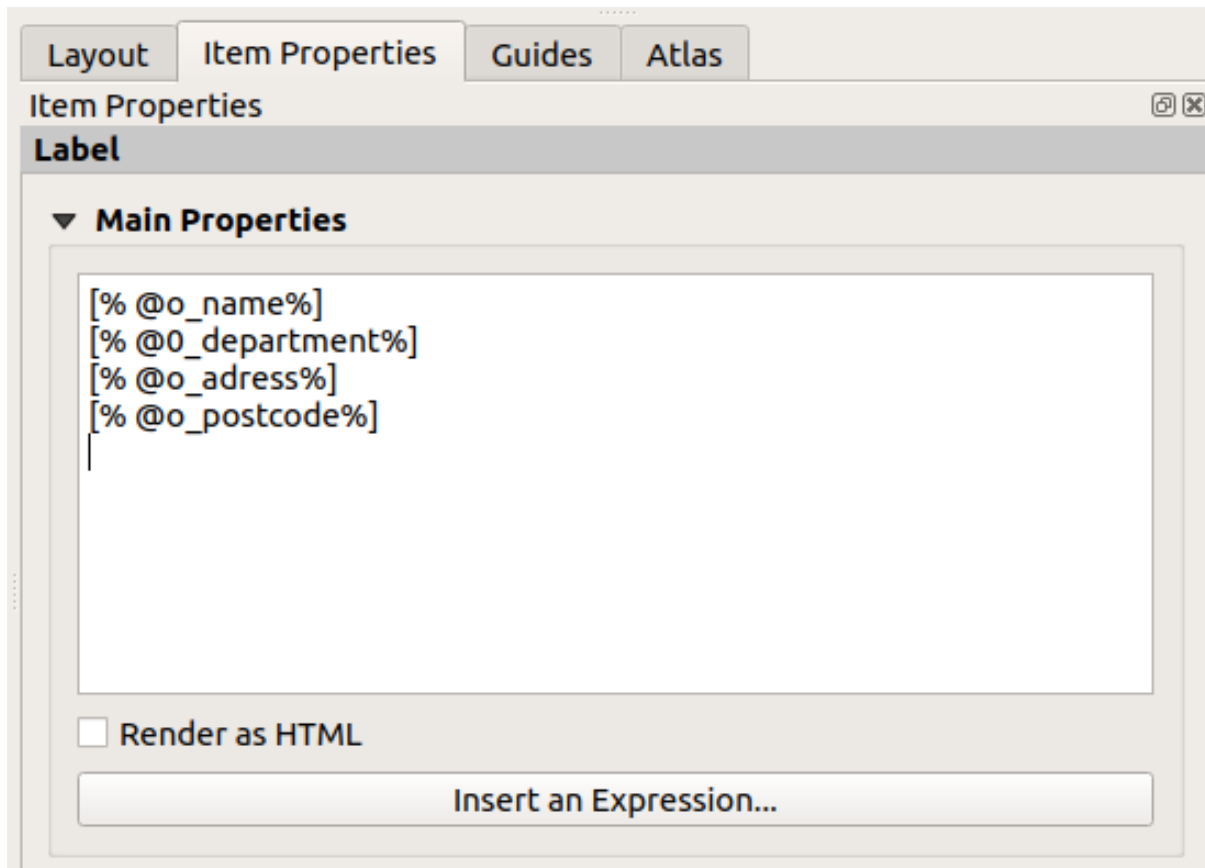 Layout Item Properties Guides Atlas
Item Properties
Label
Main Properties
[% @o_name%]
[% @0_department%]
[% @o_adress%]
[% @o_postcode%]
Render as HTML
Insert an Expression...